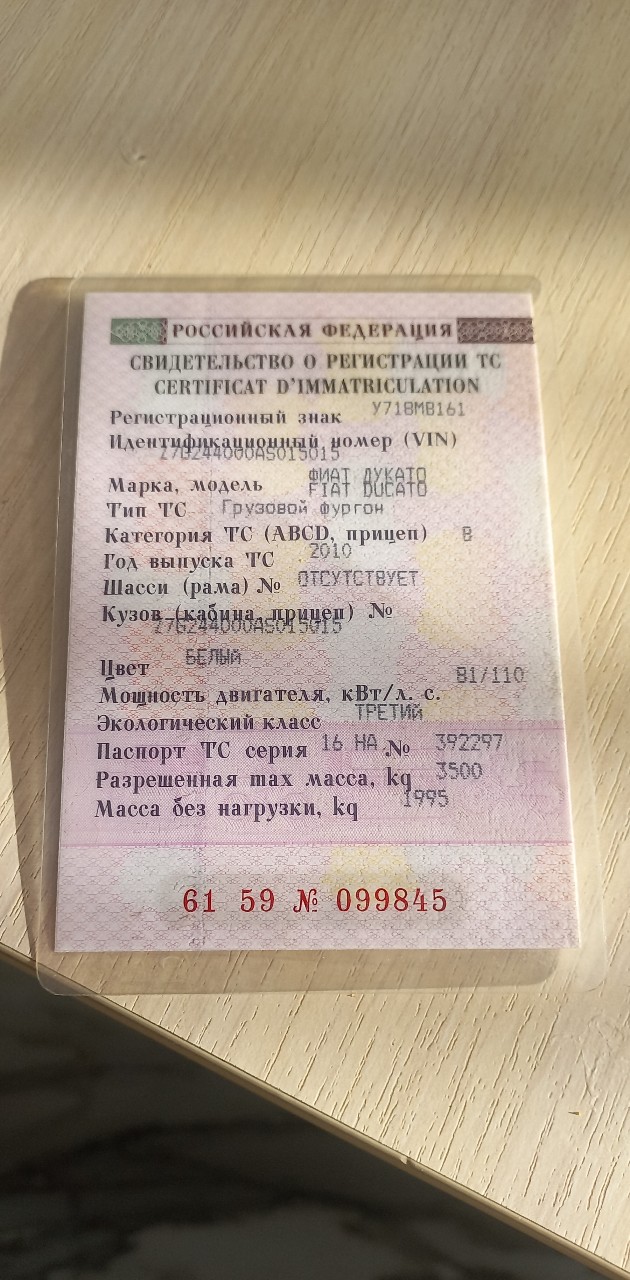 РОССИЙСКАЯ ФЕДЕРАЦИЯ
СВИДЕТЕЛЬСТВО О РЕГИСТРАЦИИ ТС
CERTIFICAT D'IMMATRICULATION
Регистрационный знак У718МВ161
Идентификационный номер (VIN)
Z7G244000AS015015
Марка, модель ФИАТ ДУКАТО
FIAT DUCATO
Тип ТС Грузовой фургон
Категория ТС (ABCD, прицеп) В
Год выпуска ТС 2010
Шасси (рама) № ОТСУТСТВУЕТ
Кузов (кабина, прицеп) №
Z7G244000AS015015
Цвет БЕЛЫЙ
Мощность двигателя, кВт/л. с. 81/110
Экологический класс ТРЕТИЙ
Паспорт ТС серия 16 НА № 392297
Разрешенная max масса, kg 3500
Масса без нагрузки, kg 1995
61 59 № 099845